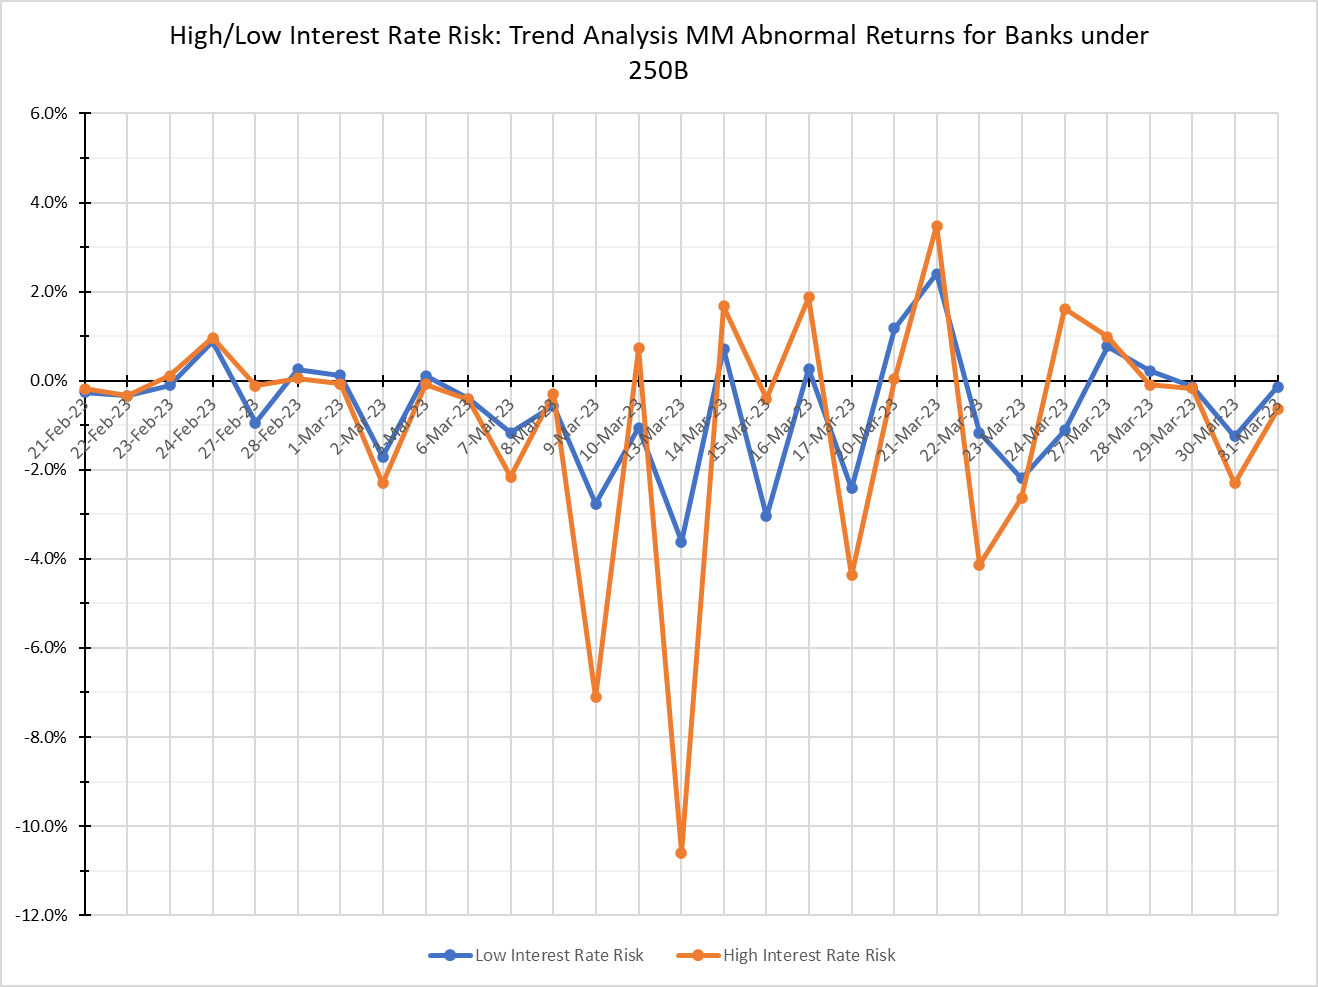 High/Low Interest Rate Risk: Trend Analysis MM Abnormal Returns for Banks under
250B
6.0%
4.0%
2.0%
0.0%
-2.0%
-4.0%
-6.0%
-8.0%
-10.0%
-12.0%
21-Feb-23
22-Feb-23
23-Feb-23
24-Feb-23
27-Feb-23
28-Feb-23
1-Mar-23
2-Mar-23
3-Mar-23
6-Mar-23
7-Mar-23
8-Mar-23
9-Mar-23
10-Mar-23
13-Mar-23
14-Mar-23
15-Mar-23
16-Mar-23
17-Mar-23
20-Mar-23
21-Mar-23
22-Mar-23
23-Mar-23
24-Mar-23
27-Mar-23
28-Mar-23
29-Mar-23
30-Mar-23
31-Mar-23
Low Interest Rate Risk
High Interest Rate Risk